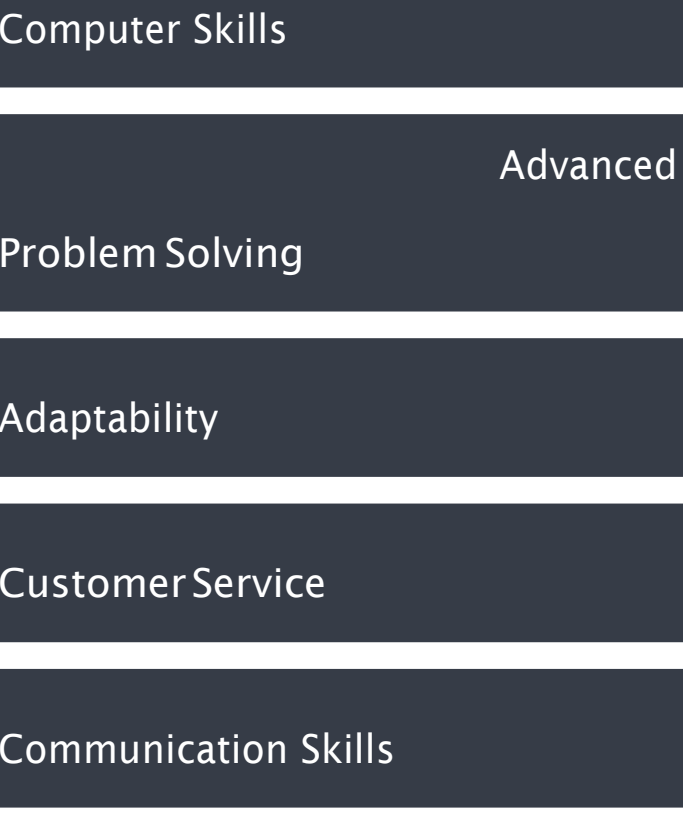 Computer Skills
Advanced
Problem Solving
Adaptability
Customer Service
Communication Skills